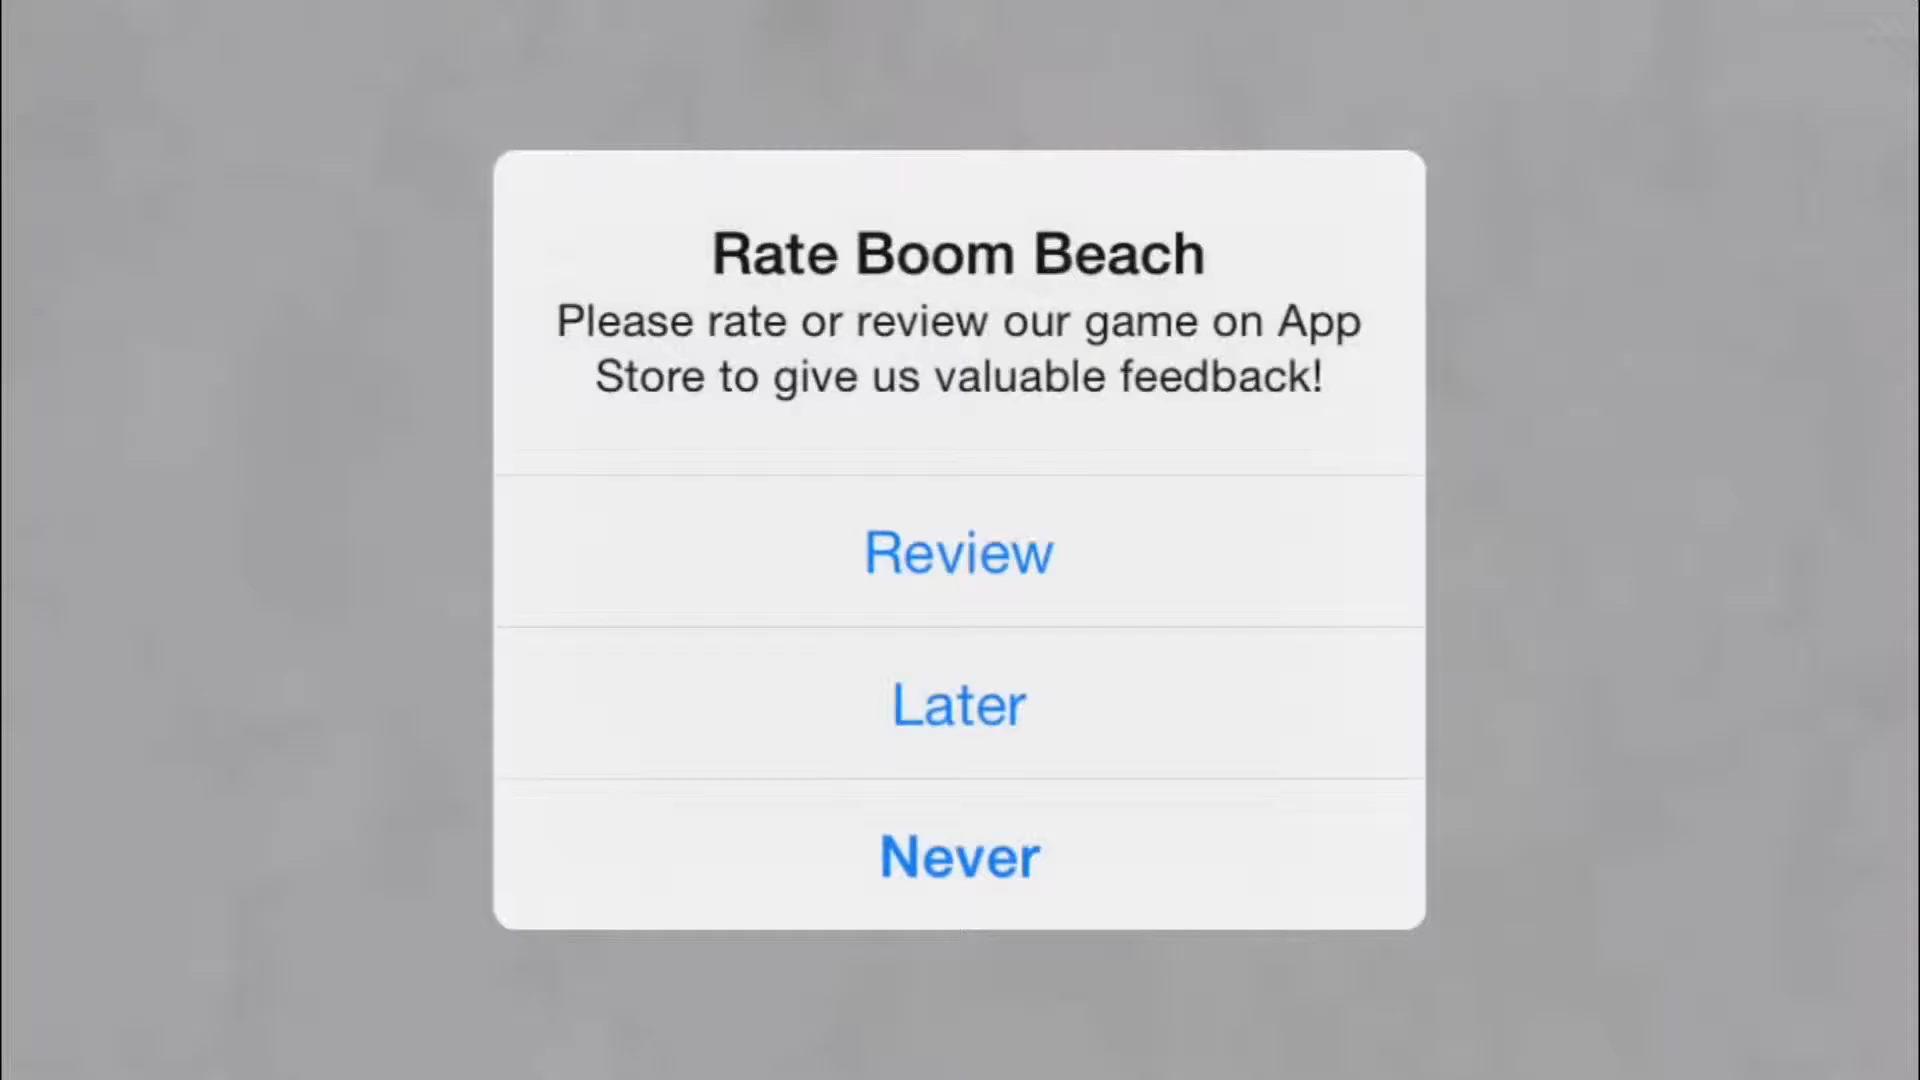 Rate Boom Beach
Please rate or review our game on App
Store to give us valuable feedback!
Review
Later
Never